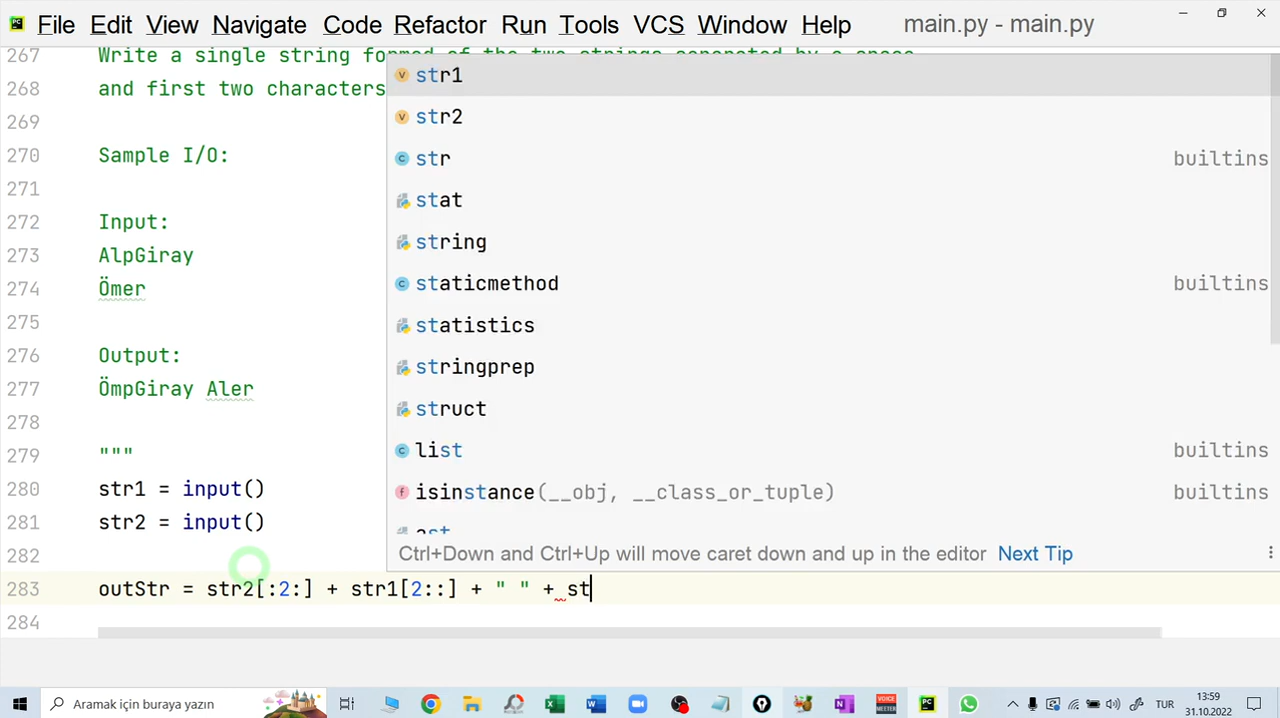 File Edit View Navigate Code Refactor Run Tools VCS Window Help main.py - main.py
267 Write a single string formed of the two strings separated by a space
268 and first two characters
269
270 Sample I/O:
271
272 Input:
273 AlpGiray
274 Ömer
275
276 Output:
277 ÖmpGiray Aler
278
279 """
280 str1 = input()
281 str2 = input()
282
283 outStr = str2[:2:] + str1[2::] + " " + st
284
str1
str2
str builtins
stat
string
staticmethod builtins
statistics
stringprep
struct
list builtins
isinstance(__obj, __class_or_tuple) builtins
ast
Ctrl+Down and Ctrl+Up will move caret down and up in the editor Next Tip
Aramak için buraya yazın
VOICE
MEETER
TUR
13:59
31.10.2022